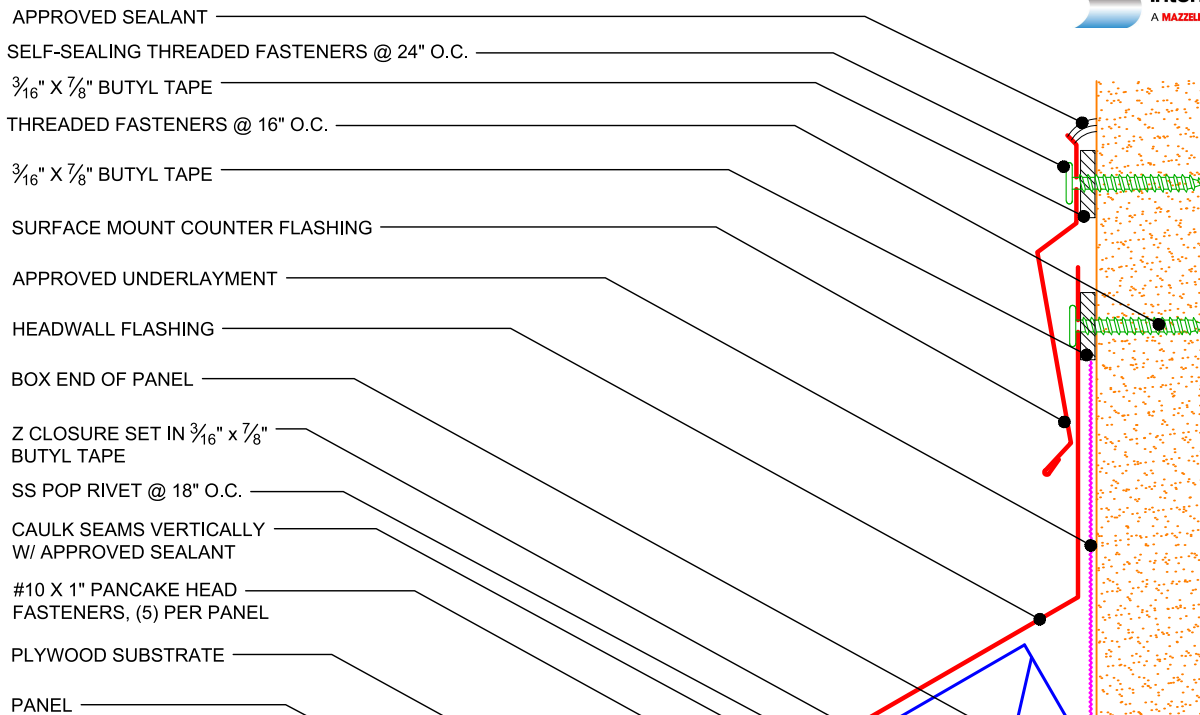 APPROVED SEALANT
A MAZZEL
SELF-SEALING THREADED FASTENERS @ 24" O.C.
3/16" X 7/8" BUTYL TAPE
THREADED FASTENERS @ 16" O.C.
3/16" X 7/8" BUTYL TAPE
SURFACE MOUNT COUNTER FLASHING
APPROVED UNDERLAYMENT
HEADWALL FLASHING
BOX END OF PANEL
Z CLOSURE SET IN 3/16" x 7/8"
BUTYL TAPE
SS POP RIVET @ 18" O.C.
CAULK SEAMS VERTICALLY
W/ APPROVED SEALANT
#10 X 1" PANCAKE HEAD
FASTENERS, (5) PER PANEL
PLYWOOD SUBSTRATE
PANEL